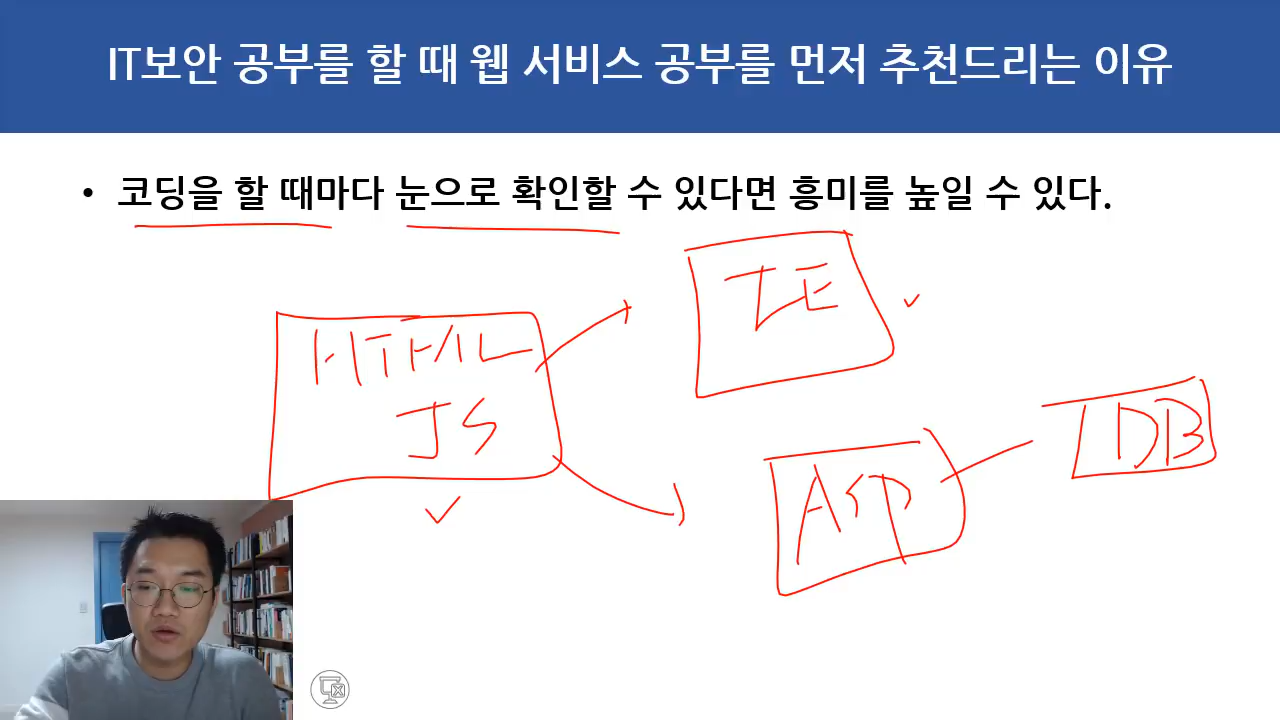 IT보안 공부를 할 때 웹 서비스 공부를 먼저 추천드리는 이유
• 코딩을 할 때마다 눈으로 확인할 수 있다면 흥미를 높일 수 있다.
IE
HTML
JS
ASP
DB